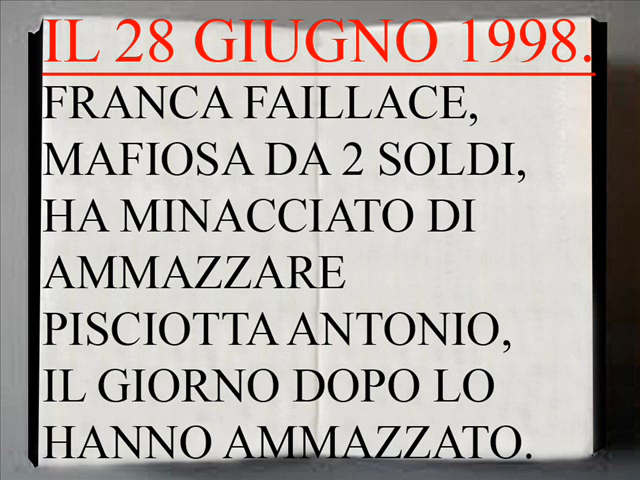 IL 28 GIUGNO 1998.
FRANCA FAILLACE,
MAFIOSA DA 2 SOLDI,
HA MINACCIATO DI
AMMAZZARE
PISCIOTTA ANTONIO,
IL GIORNO DOPO LO
HANNO AMMAZZATO.